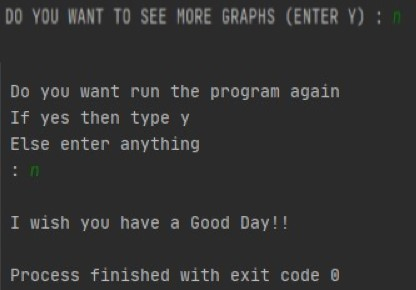 DO YOU WANT TO SEE MORE GRAPHS (ENTER Y) : n
Do you want run the program again
If yes then type y
Else enter anything
: n
I wish you have a Good Day!!
Process finished with exit code 0